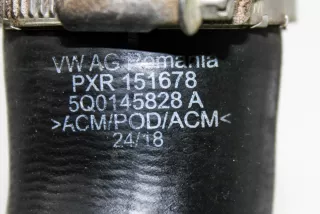 VW AG Romania
PXR 151678
5Q0145828 A
>ACM/POD/ACM<
24/18